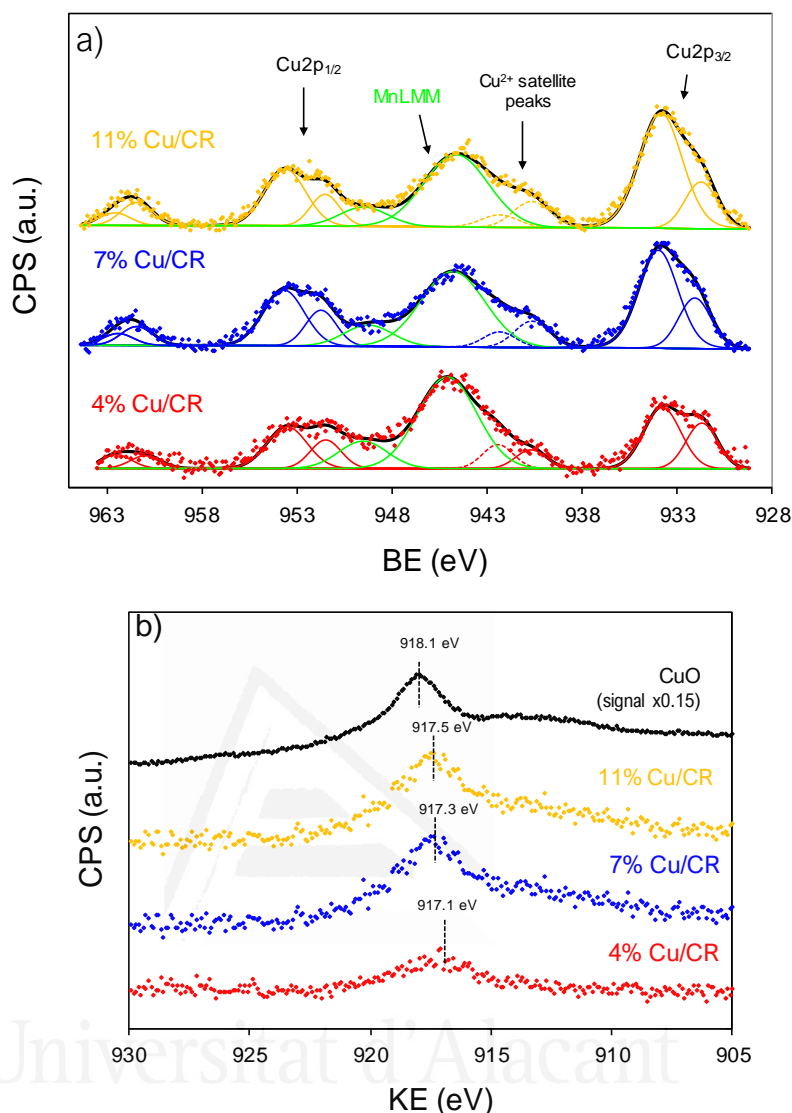 a)
Cu2p1/2
Cu2p3/2
Cu2+ satellite
peaks
MnLMM
11% Cu/CR
7% Cu/CR
4% Cu/CR
CPS (a.u.)
963 958 953 948 943 938 933 928
BE (eV)
b)
918.1 eV
CuO
(signal x0.15)
917.5 eV
11% Cu/CR
917.3 eV
7% Cu/CR
917.1 eV
4% Cu/CR
CPS (a.u.)
930 925 920 915 910 905
KE (eV)
Universitat d'Alacant